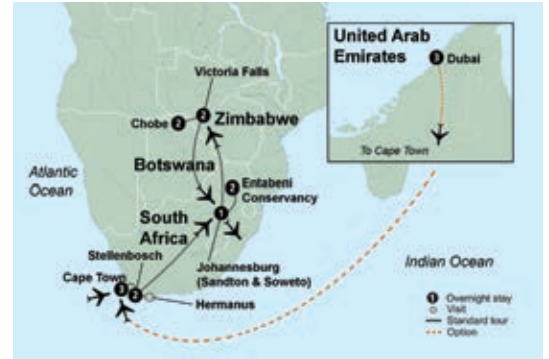 United Arab
Emirates
3
Dubai
To Cape Town
Victoria Falls
2
Zimbabwe
Chobe
2
Botswana
2
Entabeni
Conservancy
Atlantic
Ocean
1
South
Africa
Stellenbosch
Johannesburg
(Sandton & Soweto)
Cape Town
3
2
Hermanus
Indian Ocean
1 Overnight stay
Visit
Standard tour
Option